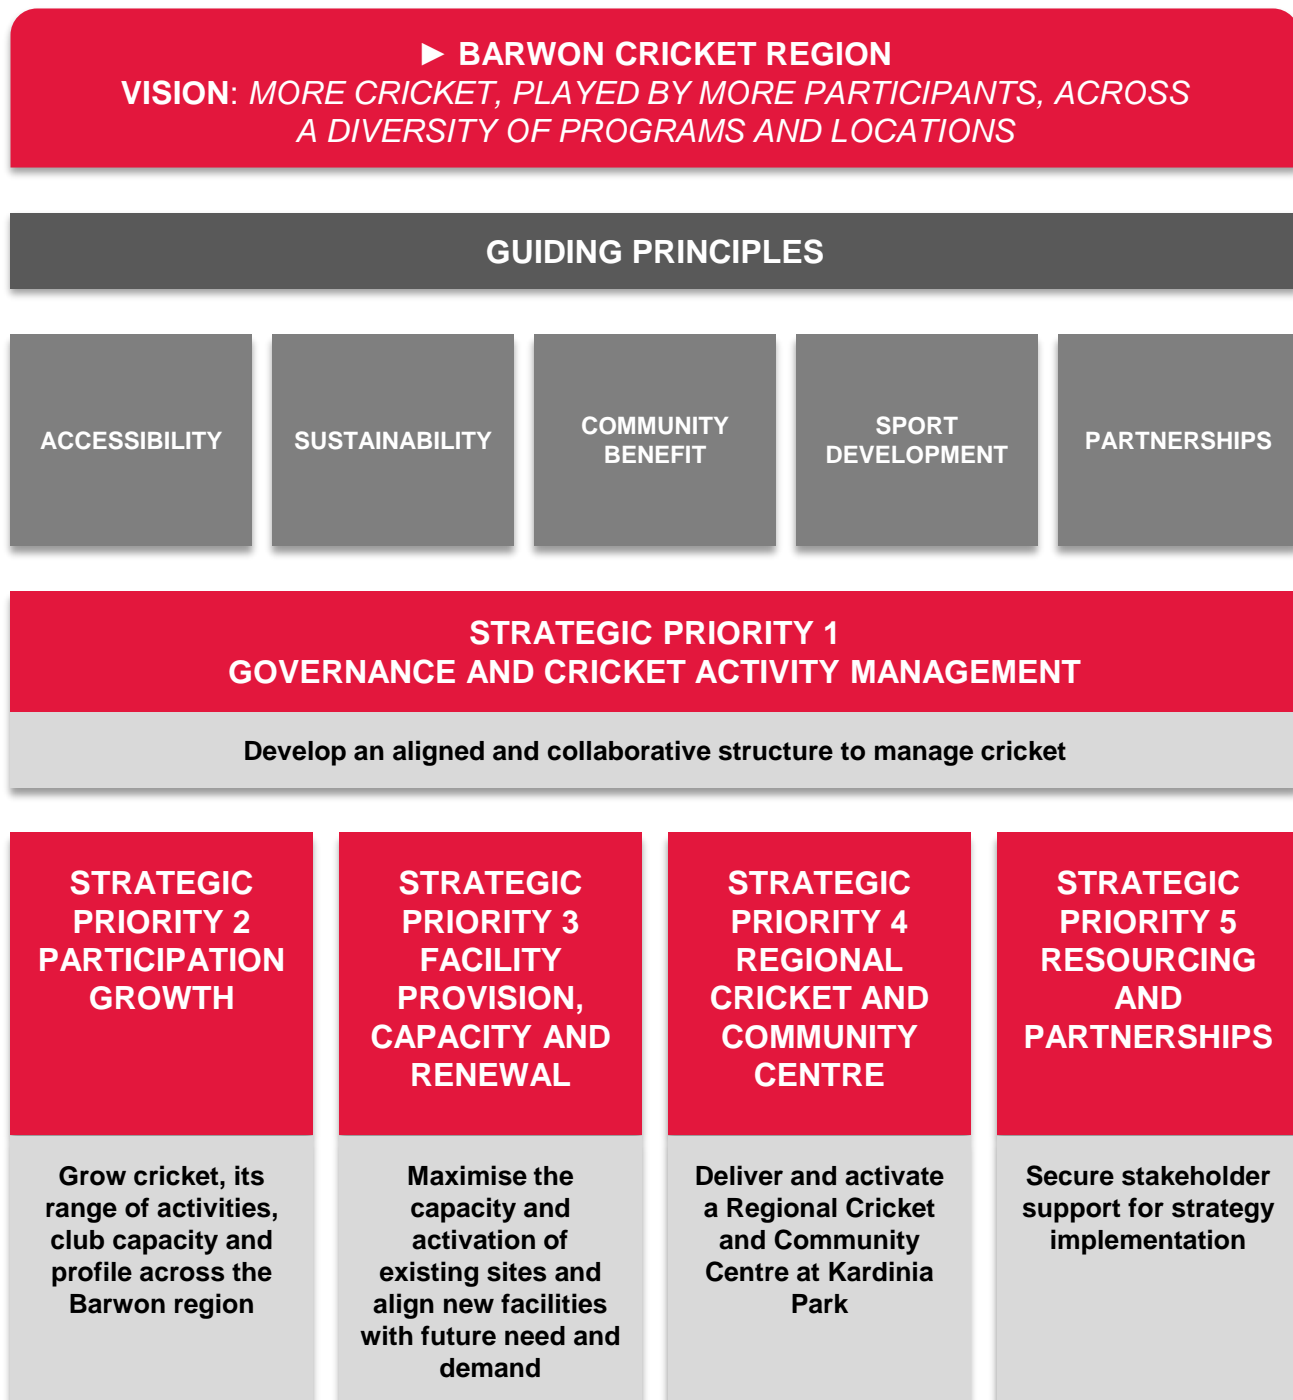 ► BARWON CRICKET REGION
VISION: MORE CRICKET, PLAYED BY MORE PARTICIPANTS, ACROSS
A DIVERSITY OF PROGRAMS AND LOCATIONS
GUIDING PRINCIPLES
ACCESSIBILITY
SUSTAINABILITY
COMMUNITY
BENEFIT
SPORT
DEVELOPMENT
PARTNERSHIPS
STRATEGIC PRIORITY 1
GOVERNANCE AND CRICKET ACTIVITY MANAGEMENT
Develop an aligned and collaborative structure to manage cricket
STRATEGIC
PRIORITY 2
PARTICIPATION
GROWTH
Grow cricket, its
range of activities,
club capacity and
profile across the
Barwon region
STRATEGIC
PRIORITY 3
FACILITY
PROVISION,
CAPACITY AND
RENEWAL
Maximise the
capacity and
activation of
existing sites and
align new facilities
with future need and
demand
STRATEGIC
PRIORITY 4
REGIONAL
CRICKET AND
COMMUNITY
CENTRE
Deliver and activate
a Regional Cricket
and Community
Centre at Kardinia
Park
STRATEGIC
PRIORITY 5
RESOURCING
AND
PARTNERSHIPS
Secure stakeholder
support for strategy
implementation